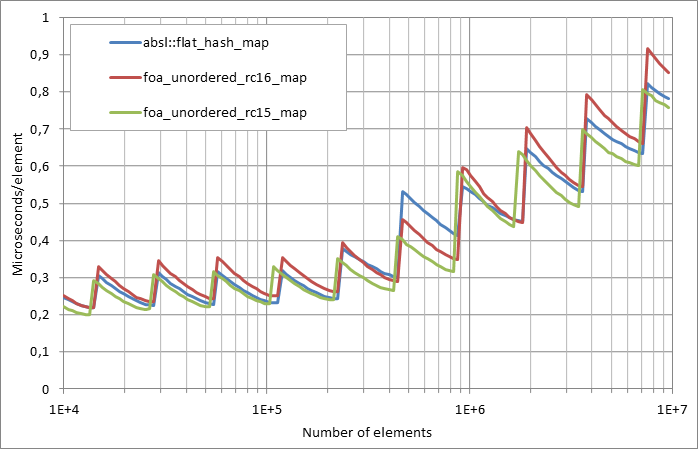 absl::flat_hash_map
foa_unordered_rc16_map
foa_unordered_rc15_map
Microseconds/element
1
0,9
0,8
0,7
0,6
0,5
0,4
0,3
0,2
0,1
0
1E+4
1E+5
1E+6
1E+7
Number of elements